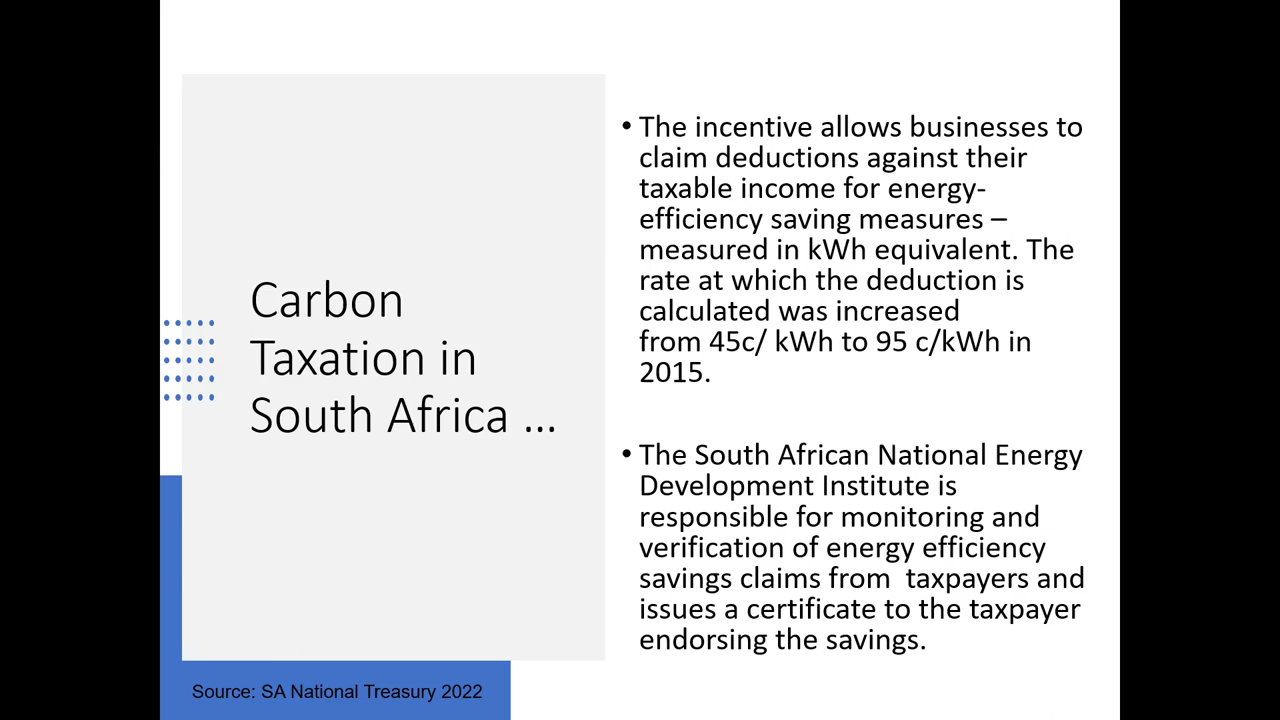 Carbon
Taxation in
South Africa ...
• The incentive allows businesses to
claim deductions against their
taxable income for energy-
efficiency saving measures –
measured in kWh equivalent. The
rate at which the deduction is
calculated was increased
from 45c/ kWh to 95 c/kWh in
2015.
• The South African National Energy
Development Institute is
responsible for monitoring and
verification of energy efficiency
savings claims from  taxpayers and
issues a certificate to the taxpayer
endorsing the savings.
Source: SA National Treasury 2022